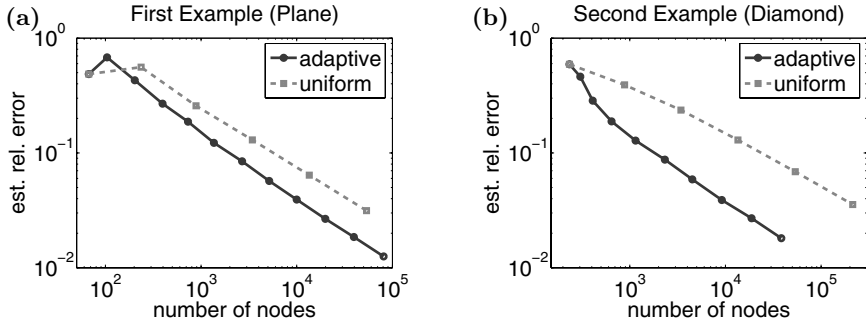 (a) First Example (Plane)
10^0
10^-1
10^-2
est. rel. error
adaptive
uniform
10^2 10^3 10^4 10^5
number of nodes
(b) Second Example (Diamond)
10^0
10^-1
10^-2
est. rel. error
adaptive
uniform
10^3 10^4 10^5
number of nodes